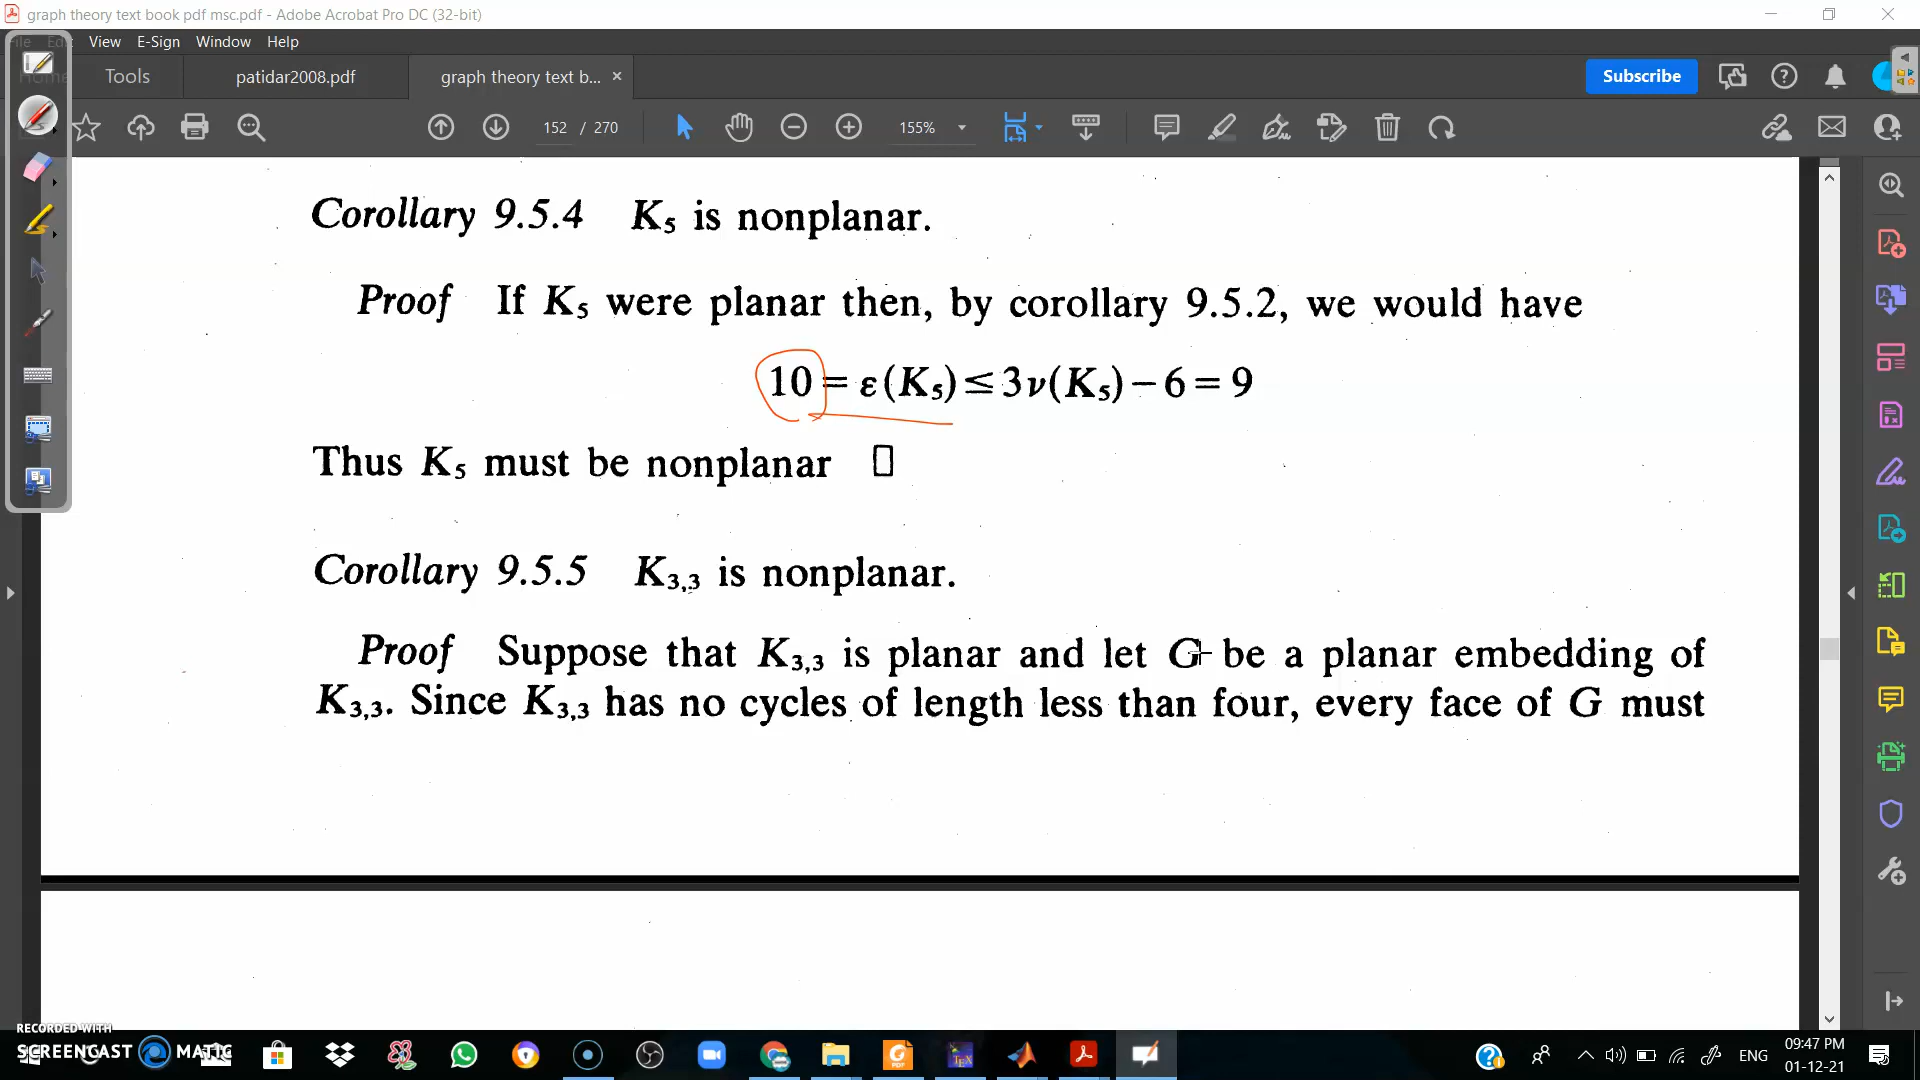 graph theory text book pdf msc.pdf - Adobe Acrobat Pro DC (32-bit)
View E-Sign Window Help
Tools patidar2008.pdf graph theory text b... × Subscribe
152 / 270 155%
Corollary 9.5.4 K₅ is nonplanar.
Proof If K₅ were planar then, by corollary 9.5.2, we would have
10 = ε(K₅) ≤ 3ν(K₅) − 6 = 9
Thus K₅ must be nonplanar □
Corollary 9.5.5 K₃,₃ is nonplanar.
Proof Suppose that K₃,₃ is planar and let G be a planar embedding of
K₃,₃. Since K₃,₃ has no cycles of length less than four, every face of G must
RECORDED WITH
SCREENCAST MATIC
ENG
09:47 PM
01-12-21